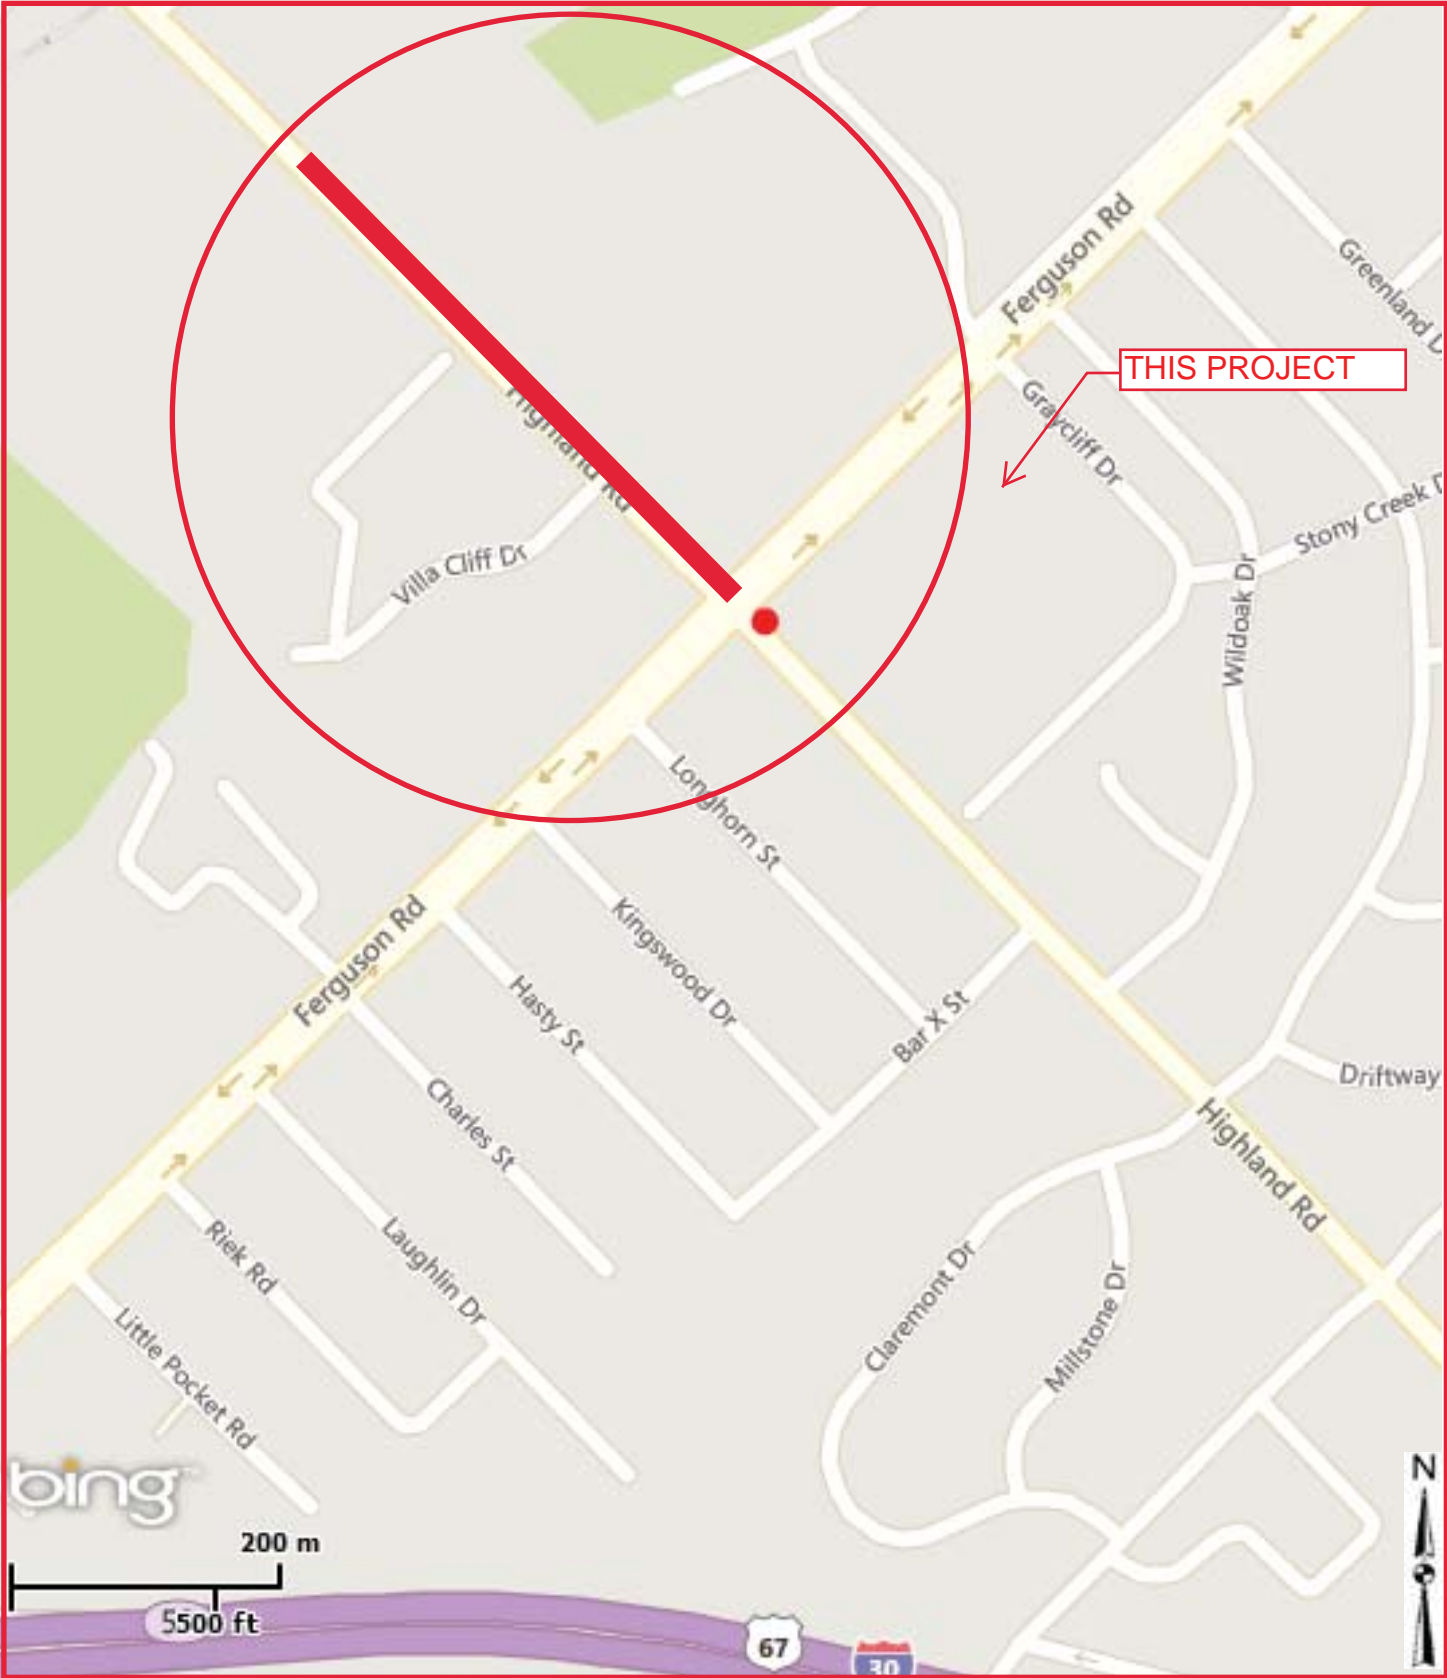 Ferguson Rd
Greenland D
THIS PROJECT
Graycliff Dr
Highland Rd
Stony Creek D
Villa Cliff Dr
Wildoak Dr
Longhorn St
Kingswood Dr
Ferguson Rd
Hasty St
Bar X St
Driftway
Charles St
Highland Rd
Riek Rd
Laughlin Dr
Claremont Dr
Millstone Dr
Little Pocket Rd
bing
N
200 m
500 ft
67
30